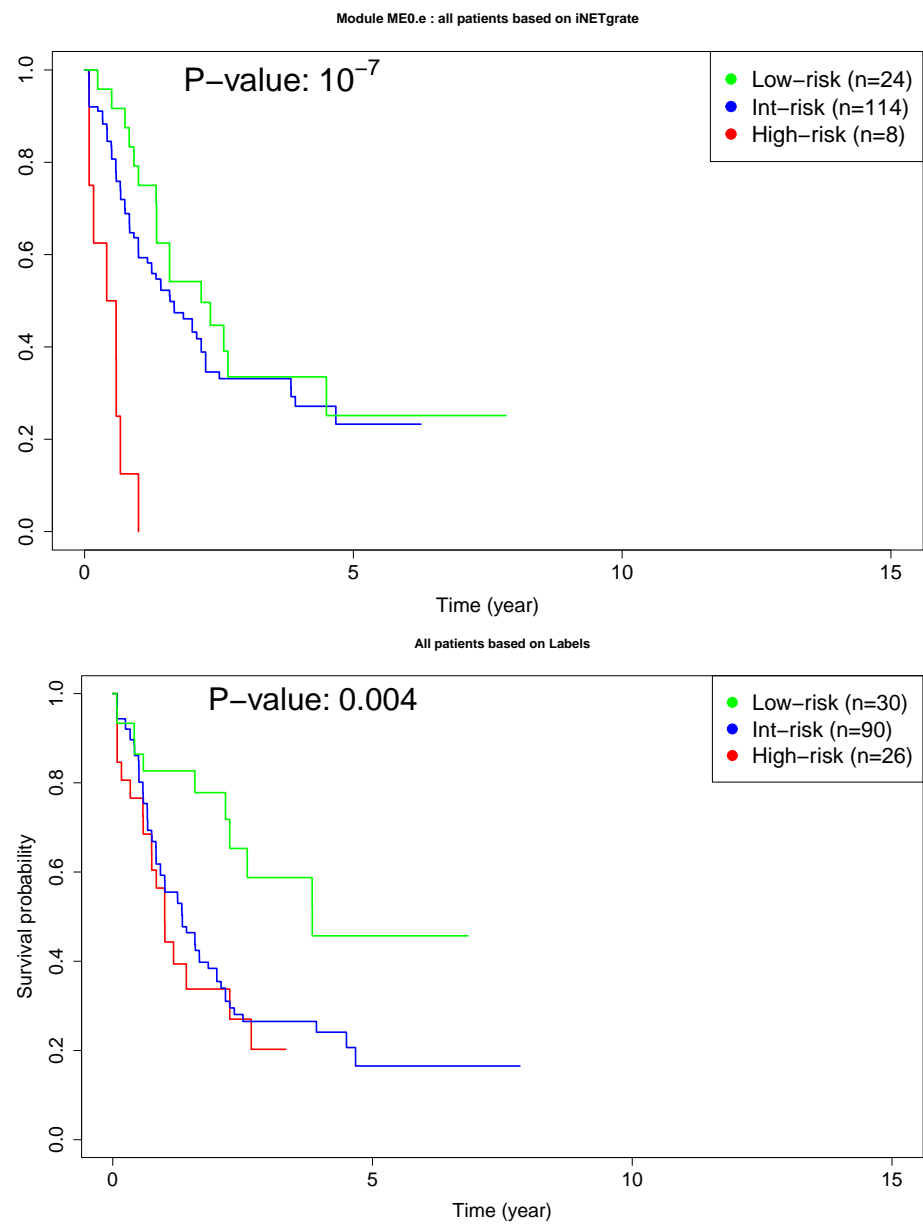 Module ME0.e : all patients based on iNETgrate
P−value: 10⁻⁷
Low−risk (n=24)
Int−risk (n=114)
High−risk (n=8)
1.0
0.8
0.6
0.4
0.2
0.0
0 5 10 15
Time (year)
All patients based on Labels
P−value: 0.004
Low−risk (n=30)
Int−risk (n=90)
High−risk (n=26)
Survival probability
1.0
0.8
0.6
0.4
0.2
0.0
0 5 10 15
Time (year)